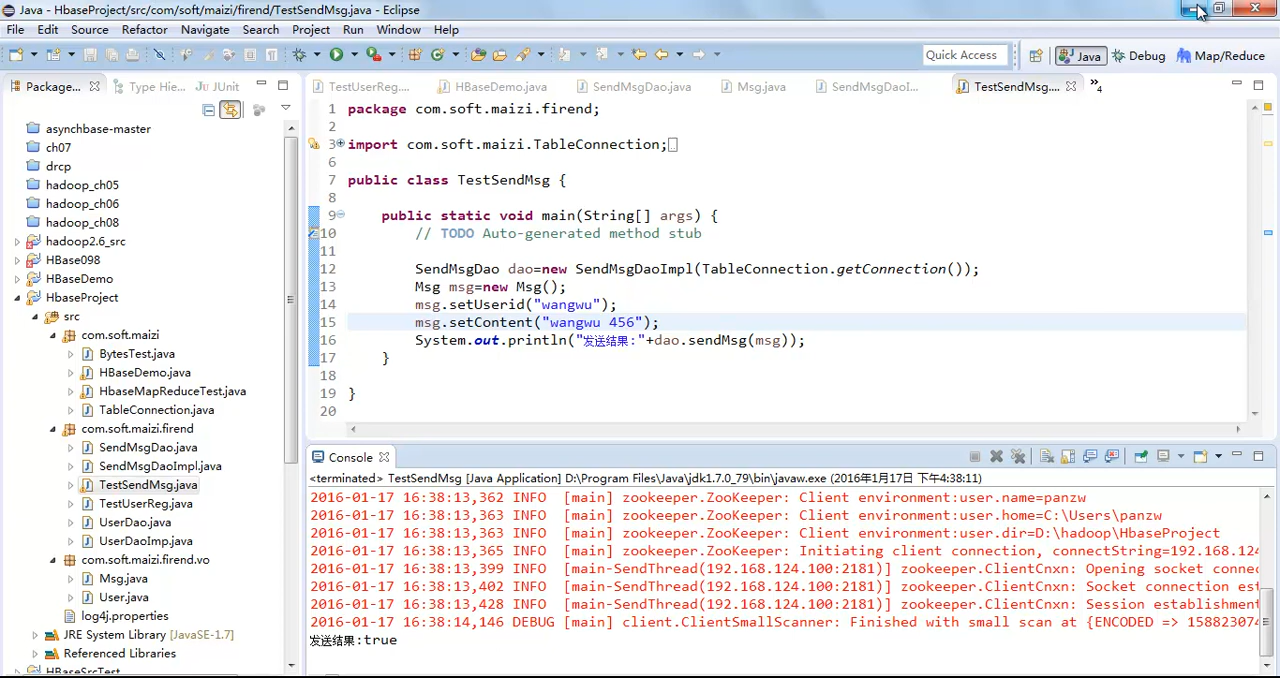 Java - HbaseProject/src/com/soft/maizi/firend/TestSendMsg.java - Eclipse
File Edit Source Refactor Navigate Search Project Run Window Help
Quick Access Java Debug Map/Reduce
Package... Type Hie... JUnit
asynchbase-master
ch07
drcp
hadoop_ch05
hadoop_ch06
hadoop_ch08
hadoop2.6_src
HBase098
HBaseDemo
HbaseProject
src
com.soft.maizi
BytesTest.java
HBaseDemo.java
HbaseMapReduceTest.java
TableConnection.java
com.soft.maizi.firend
SendMsgDao.java
SendMsgDaoImpl.java
TestSendMsg.java
TestUserReg.java
UserDao.java
UserDaoImp.java
com.soft.maizi.firend.vo
Msg.java
User.java
log4j.properties
JRE System Library [JavaSE-1.7]
Referenced Libraries
HBaseSrcTest
TestUserReg.... HBaseDemo.java SendMsgDao.java Msg.java SendMsgDaoI... TestSendMsg.... »4
1 package com.soft.maizi.firend;
2
3 import com.soft.maizi.TableConnection;
6
7 public class TestSendMsg {
8
9 public static void main(String[] args) {
10 // TODO Auto-generated method stub
11
12 SendMsgDao dao=new SendMsgDaoImpl(TableConnection.getConnection());
13 Msg msg=new Msg();
14 msg.setUserid("wangwu");
15 msg.setContent("wangwu 456");
16 System.out.println("发送结果:"+dao.sendMsg(msg));
17 }
18
19 }
20
Console
<terminated> TestSendMsg [Java Application] D:\Program Files\Java\jdk1.7.0_79\bin\javaw.exe (2016年1月17日 下午4:38:11)
2016-01-17 16:38:13,362 INFO [main] zookeeper.ZooKeeper: Client environment:user.name=panzw
2016-01-17 16:38:13,363 INFO [main] zookeeper.ZooKeeper: Client environment:user.home=C:\Users\panzw
2016-01-17 16:38:13,363 INFO [main] zookeeper.ZooKeeper: Client environment:user.dir=D:\hadoop\HbaseProject
2016-01-17 16:38:13,365 INFO [main] zookeeper.ZooKeeper: Initiating client connection, connectString=192.168.124
2016-01-17 16:38:13,399 INFO [main-SendThread(192.168.124.100:2181)] zookeeper.ClientCnxn: Opening socket connec
2016-01-17 16:38:13,402 INFO [main-SendThread(192.168.124.100:2181)] zookeeper.ClientCnxn: Socket connection est
2016-01-17 16:38:13,428 INFO [main-SendThread(192.168.124.100:2181)] zookeeper.ClientCnxn: Session establishment
2016-01-17 16:38:14,146 DEBUG [main] client.ClientSmallScanner: Finished with small scan at {ENCODED => 158823074
发送结果:true